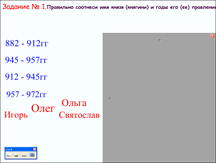 Задание № 1.Правильно соотнеси имя князя (княгини) и годы его (ее) правления
882 - 912гг
945 - 957гг
912 - 945гг
957 - 972гг
Игорь Олег Ольга Святослав